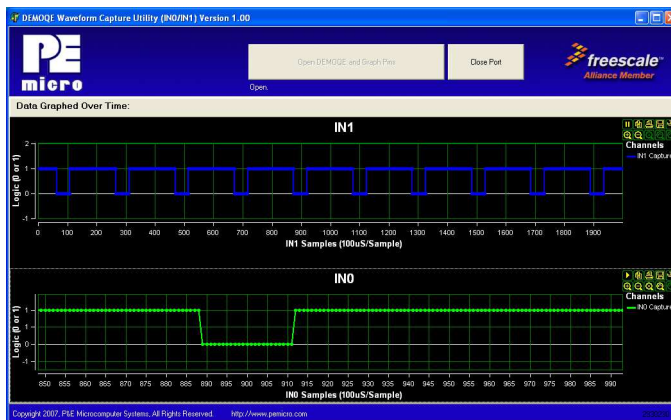 DEMOQE Waveform Capture Utility (IN0/IN1) Version 1.00
PE
micro
Open DEMOQE and Graph Pins
Close Port
Open.
freescale™
Alliance Member
Data Graphed Over Time:
IN1
Channels
IN1 Capture
Logic (0 or 1)
2
1
0
-1
0 100 200 300 400 500 600 700 800 900 1000 1100 1200 1300 1400 1500 1600 1700 1800 1900
IN1 Samples (100uS/Sample)
IN0
Channels
IN0 Capture
Logic (0 or 1)
1
1
0
-1
850 855 860 865 870 875 880 885 890 895 900 905 910 915 920 925 930 935 940 945 950 955 960 965 970 975 980 985 990
IN0 Samples (100uS/Sample)
Copyright 2007, P&E Microcomputer Systems, All Rights Reserved. http://www.pemicro.com